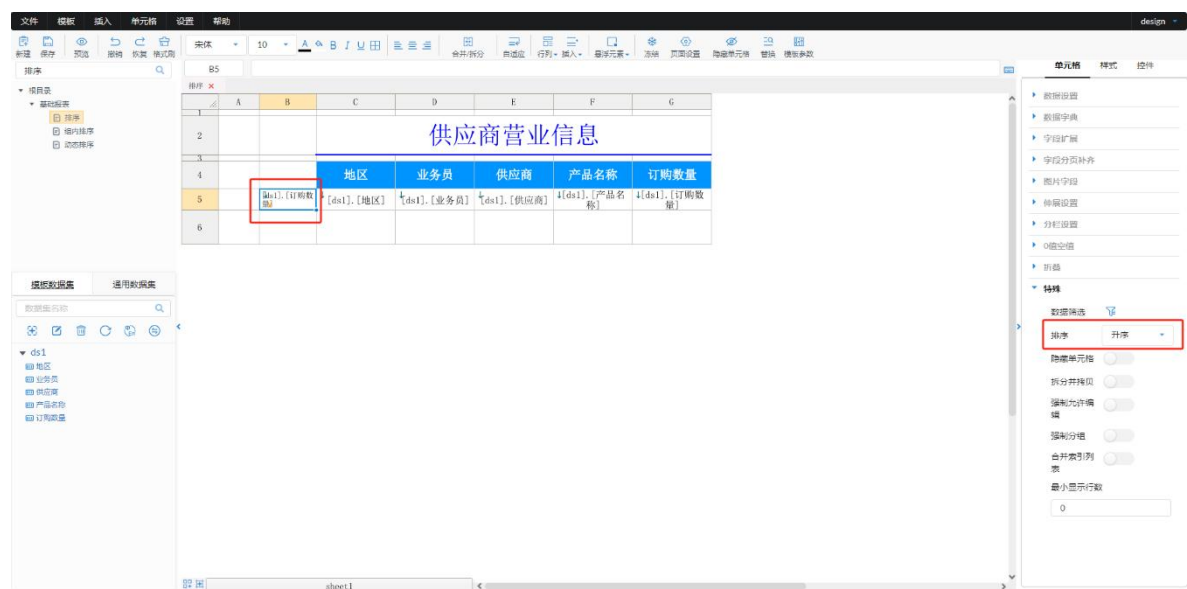 文件 模板 插入 单元格 设置 帮助 design
新建 保存 预览 撤销 恢复 格式刷 宋体 10 A B I U 合并/拆分 自适应 行列 插入 悬浮元素 冻结 页面设置 隐藏单元格 替换 模板参数
排序 B5 单元格 样式 控件
排序 ×
根目录
基础报表
排序
组内排序
动态排序
A B C D E F G
1
2 供应商营业信息
3
4 地区 业务员 供应商 产品名称 订购数量
5 [ds1].[订购数量] [ds1].[地区] [ds1].[业务员] [ds1].[供应商] [ds1].[产品名称] [ds1].[订购数量]
6
模板数据集 通用数据集
数据集名称
ds1
地区
业务员
供应商
产品名称
订购数量
数据设置
数据字典
字段扩展
字段分页补齐
图片字段
伸展设置
分栏设置
0值空值
折叠
特殊
数据筛选
排序 升序
隐藏单元格
拆分并拷贝
强制允许编辑
强制分组
合并索引列表
最小显示行数
0
sheet1